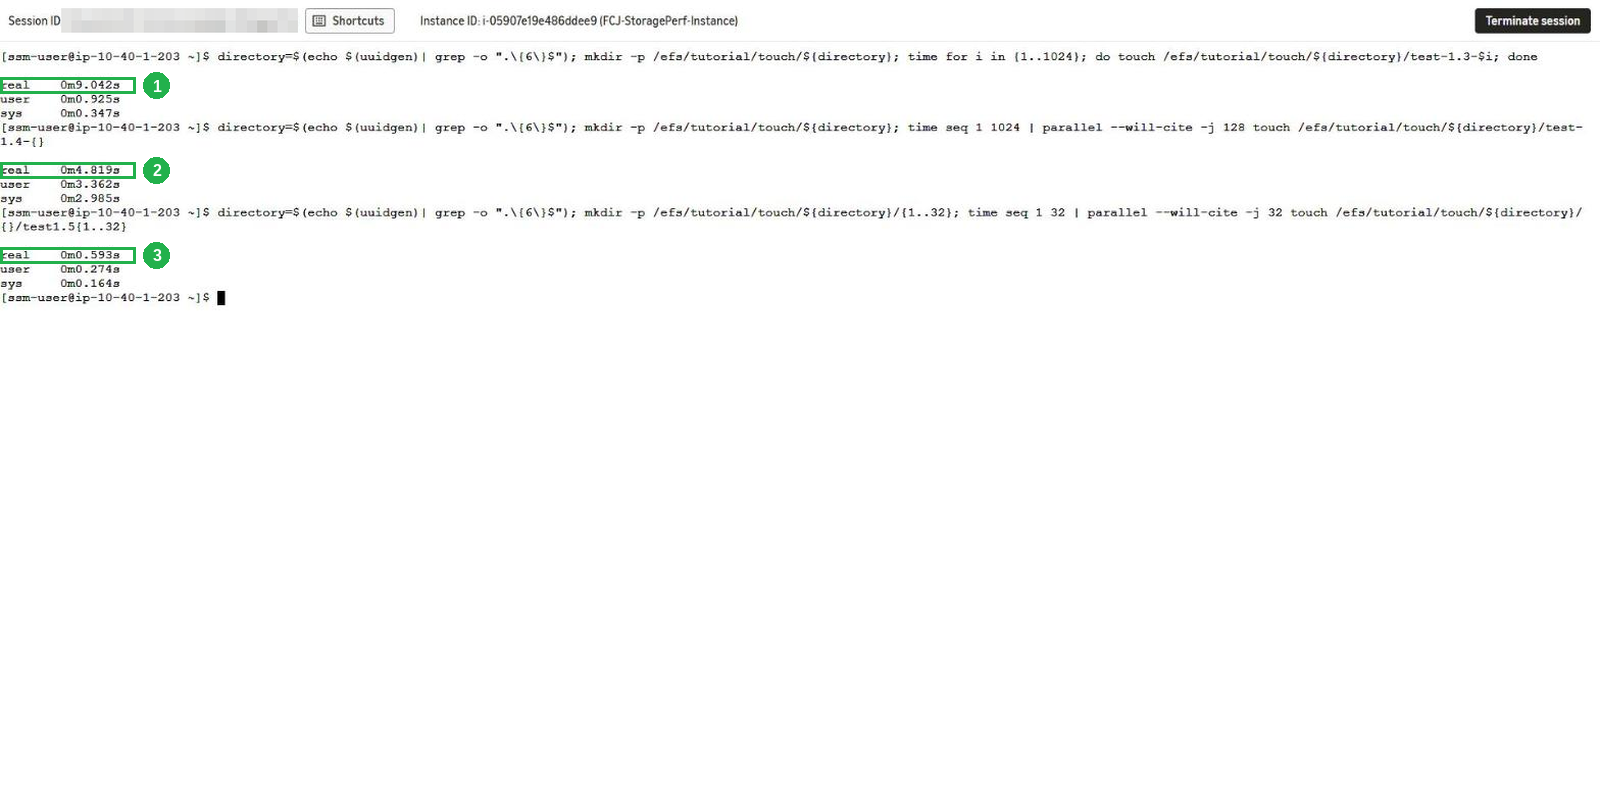 Session ID
Shortcuts
Instance ID: i-05907e19e486ddee9 (FCJ-StoragePerf-Instance)
Terminate session
[ssm-user@ip-10-40-1-203 ~]$ directory=$(echo $(uuidgen)| grep -o ".\{6\}$"); mkdir -p /efs/tutorial/touch/${directory}; time for i in {1..1024}; do touch /efs/tutorial/touch/${directory}/test-1.3-$i; done
real 0m9.042s
1
user 0m0.925s
sys 0m0.347s
[ssm-user@ip-10-40-1-203 ~]$ directory=$(echo $(uuidgen)| grep -o ".\{6\}$"); mkdir -p /efs/tutorial/touch/${directory}; time seq 1 1024 | parallel --will-cite -j 128 touch /efs/tutorial/touch/${directory}/test-
1.4-{}
real 0m4.819s
2
user 0m3.362s
sys 0m2.985s
[ssm-user@ip-10-40-1-203 ~]$ directory=$(echo $(uuidgen)| grep -o ".\{6\}$"); mkdir -p /efs/tutorial/touch/${directory}/{1..32}; time seq 1 32 | parallel --will-cite -j 32 touch /efs/tutorial/touch/${directory}/
{}/test1.5{1..32}
real 0m0.593s
3
user 0m0.274s
sys 0m0.164s
[ssm-user@ip-10-40-1-203 ~]$